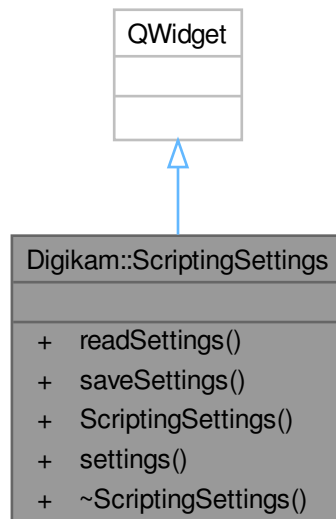 QWidget
Digikam::ScriptingSettings
+ readSettings()
+ saveSettings()
+ ScriptingSettings()
+ settings()
+ ~ScriptingSettings()